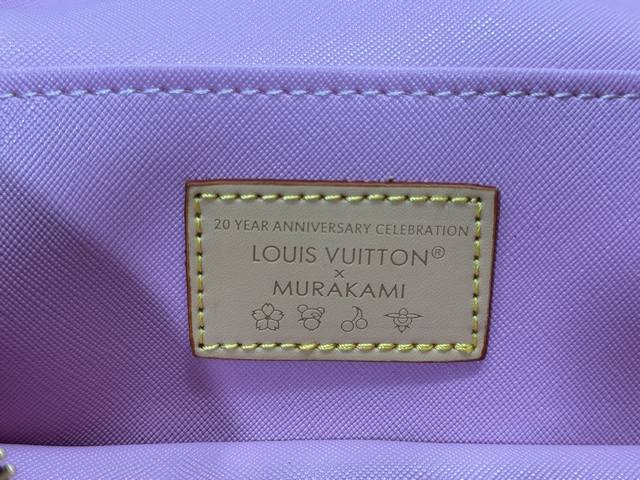 20 YEAR ANNIVERSARY CELEBRATION
LOUIS VUITTON®
×
MURAKAMI